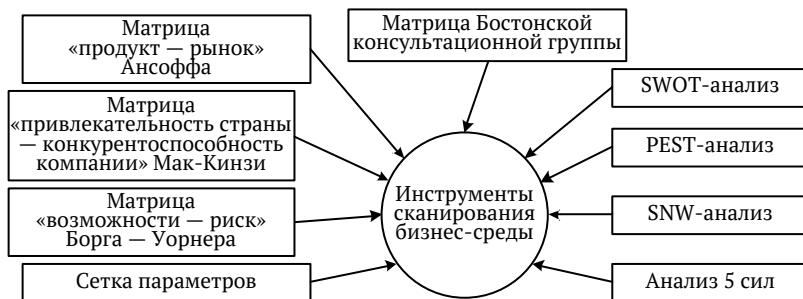 Матрица
«продукт — рынок»
Ансоффа
Матрица Бостонской
консультационной группы
SWOT-анализ
Матрица
«привлекательность страны
— конкурентоспособность
компании» Мак-Кинзи
PEST-анализ
Инструменты
сканирования
бизнес-среды
Матрица
«возможности — риск»
Борга — Уорнера
SNW-анализ
Сетка параметров
Анализ 5 сил